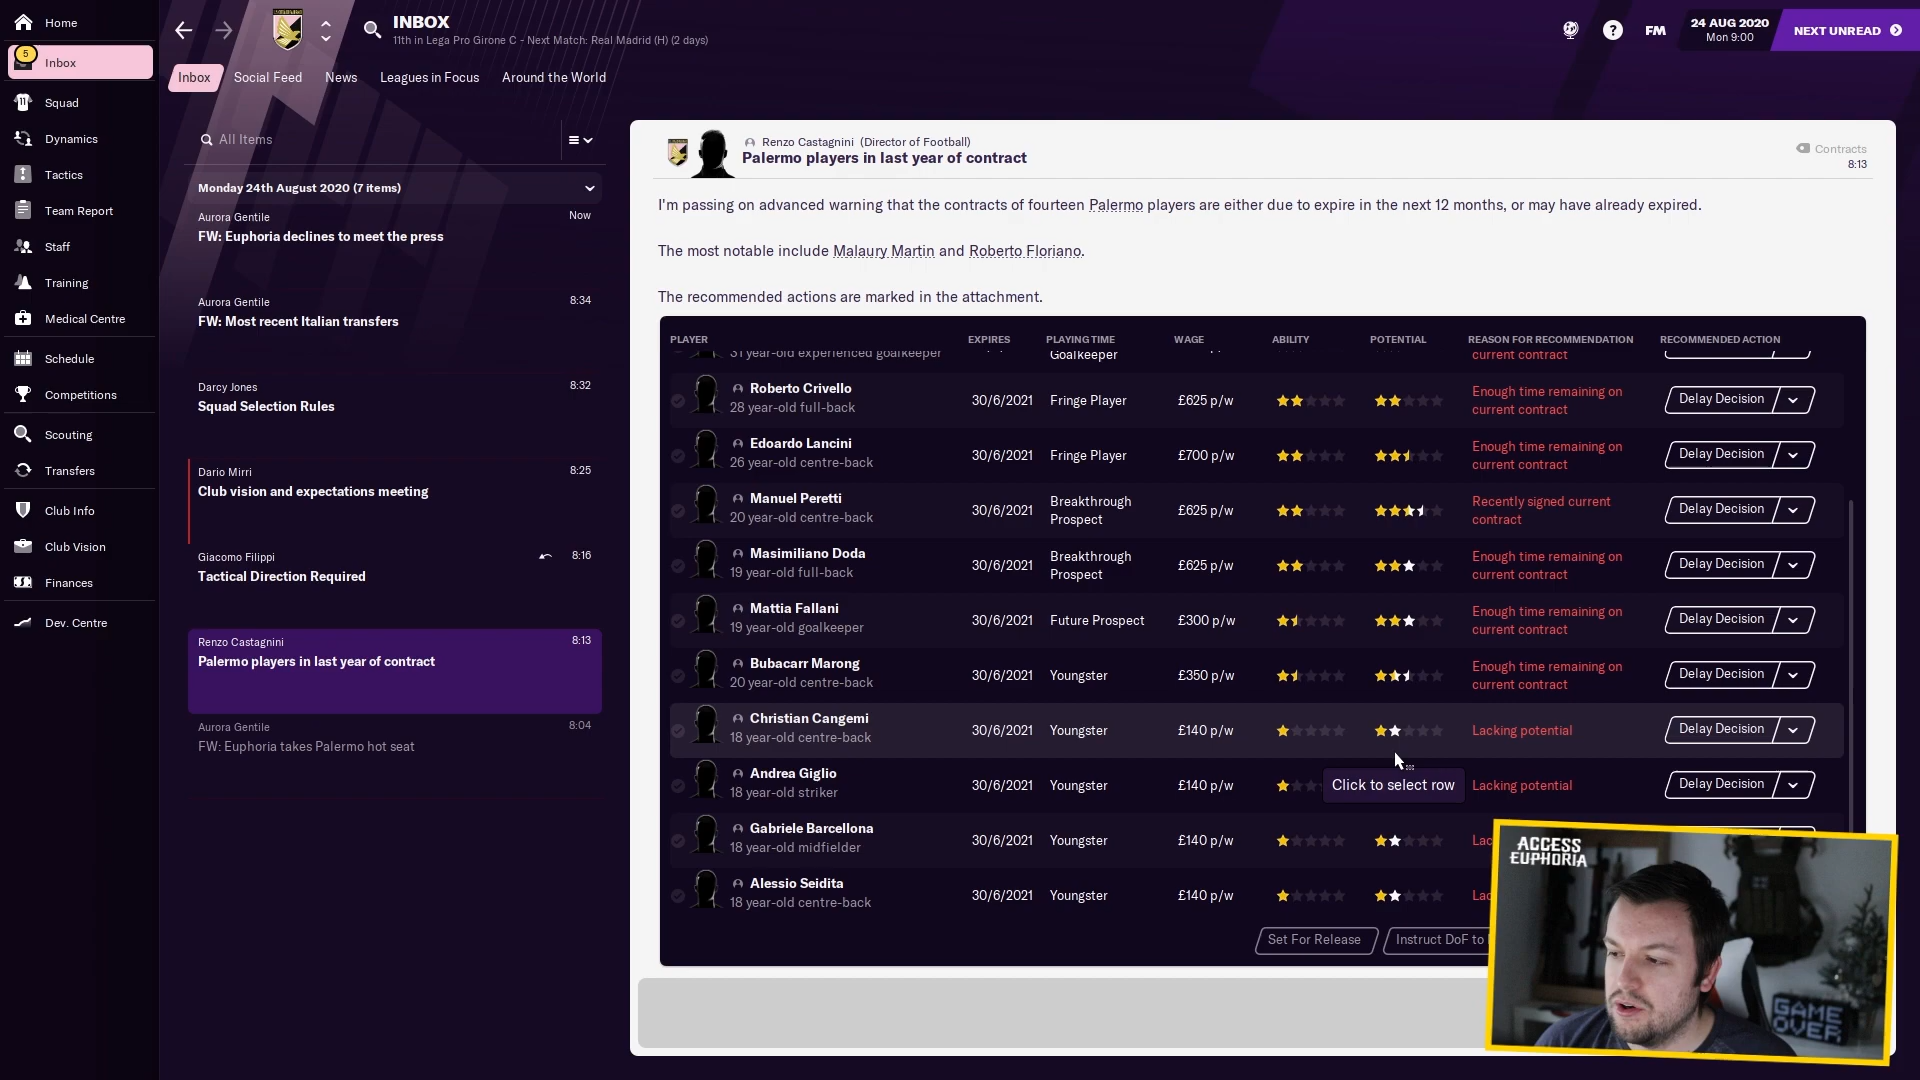 Home
Inbox
5
Squad
Dynamics
Tactics
Team Report
Staff
Training
Medical Centre
Schedule
Competitions
Scouting
Transfers
Club Info
Club Vision
Finances
Dev. Centre
INBOX
11th in Lega Pro Girone C - Next Match: Real Madrid (H) (2 days)
FM
24 AUG 2020
Mon 9:00
NEXT UNREAD
Inbox
Social Feed
News
Leagues in Focus
Around the World
All Items
Monday 24th August 2020 (7 items)
Aurora Gentile
Now
FW: Euphoria declines to meet the press
Aurora Gentile
8:34
FW: Most recent Italian transfers
Darcy Jones
8:32
Squad Selection Rules
Dario Mirri
8:25
Club vision and expectations meeting
Giacomo Filippi
8:16
Tactical Direction Required
Renzo Castagnini
8:13
Palermo players in last year of contract
Aurora Gentile
8:04
FW: Euphoria takes Palermo hot seat
Renzo Castagnini (Director of Football)
Palermo players in last year of contract
Contracts
8:13
I'm passing on advanced warning that the contracts of fourteen Palermo players are either due to expire in the next 12 months, or may have already expired.
The most notable include Malaury Martin and Roberto Floriano.
The recommended actions are marked in the attachment.
PLAYER EXPIRES PLAYING TIME WAGE ABILITY POTENTIAL REASON FOR RECOMMENDATION RECOMMENDED ACTION
31 year-old experienced goalkeeper
Goalkeeper
current contract
Roberto Crivello
28 year-old full-back
30/6/2021
Fringe Player
£625 p/w
Enough time remaining on
current contract
Delay Decision
Edoardo Lancini
26 year-old centre-back
30/6/2021
Fringe Player
£700 p/w
Enough time remaining on
current contract
Delay Decision
Manuel Peretti
20 year-old centre-back
30/6/2021
Breakthrough
Prospect
£625 p/w
Recently signed current
contract
Delay Decision
Masimiliano Doda
19 year-old full-back
30/6/2021
Breakthrough
Prospect
£625 p/w
Enough time remaining on
current contract
Delay Decision
Mattia Fallani
19 year-old goalkeeper
30/6/2021
Future Prospect
£300 p/w
Enough time remaining on
current contract
Delay Decision
Bubacarr Marong
20 year-old centre-back
30/6/2021
Youngster
£350 p/w
Enough time remaining on
current contract
Delay Decision
Christian Cangemi
18 year-old centre-back
30/6/2021
Youngster
£140 p/w
Lacking potential
Delay Decision
Andrea Giglio
18 year-old striker
30/6/2021
Youngster
£140 p/w
Click to select row
Lacking potential
Delay Decision
Gabriele Barcellona
18 year-old midfielder
30/6/2021
Youngster
£140 p/w
Lac
Alessio Seidita
18 year-old centre-back
30/6/2021
Youngster
£140 p/w
Set For Release
Instruct DoF to
ACCESS
EUPHORIA
GAME
OVER